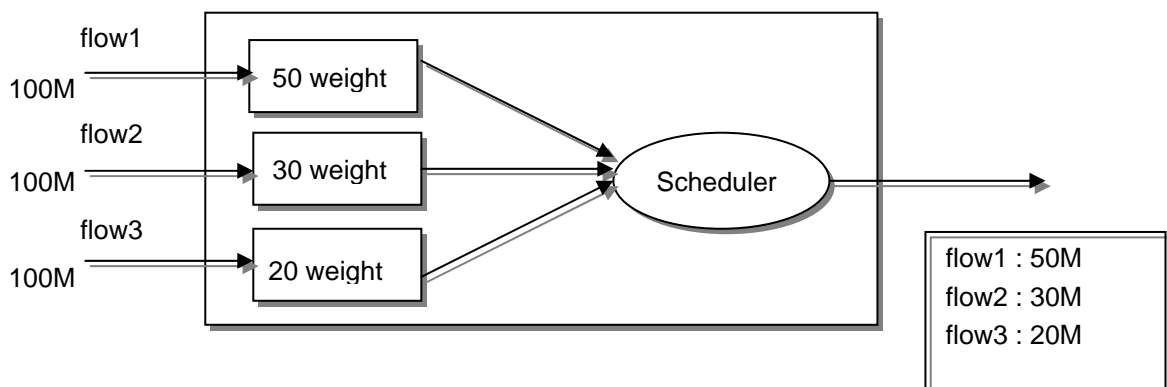 flow1
100M
50 weight
flow2
100M
30 weight
flow3
100M
20 weight
Scheduler
flow1 : 50M
flow2 : 30M
flow3 : 20M